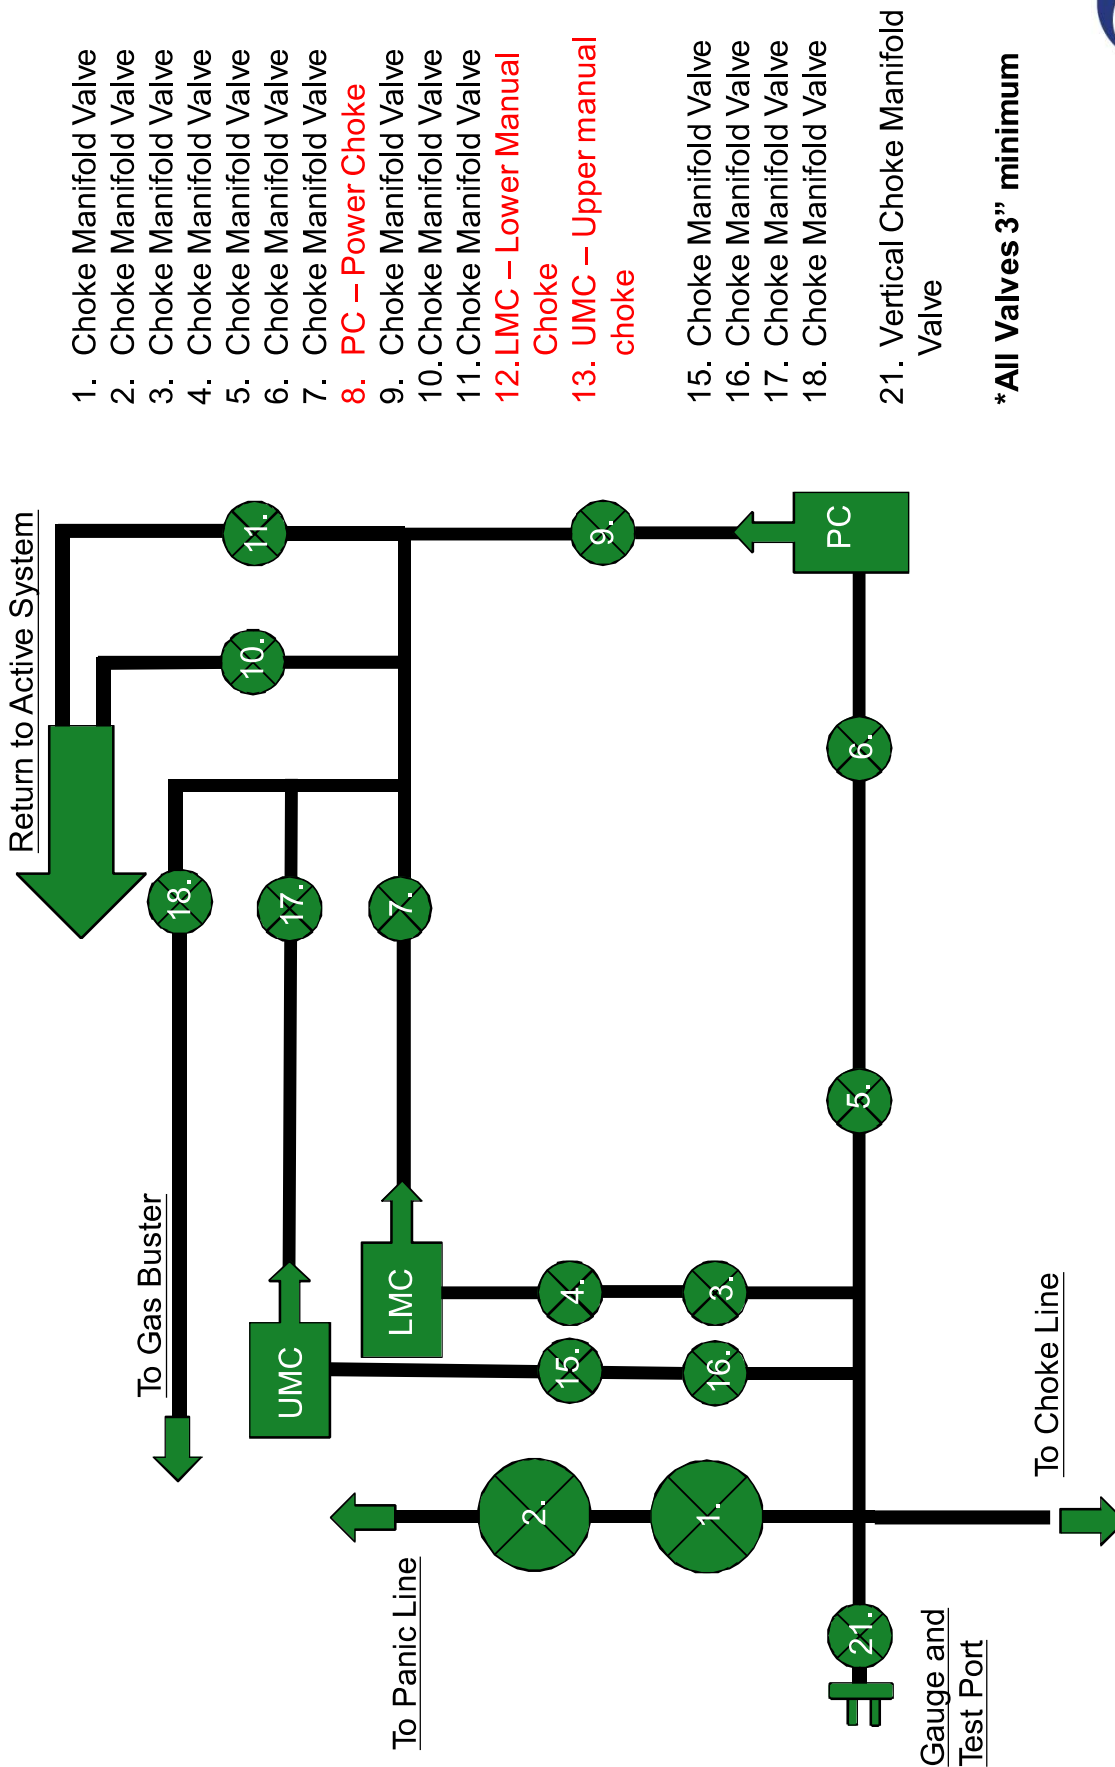 Return to Active System
To Gas Buster
To Panic Line
To Choke Line
Gauge and
Test Port
UMC
LMC
PC
18.
17.
7.
10.
11.
9.
6.
5.
4.
3.
15.
16.
2.
1.
21.
1. Choke Manifold Valve
2. Choke Manifold Valve
3. Choke Manifold Valve
4. Choke Manifold Valve
5. Choke Manifold Valve
6. Choke Manifold Valve
7. Choke Manifold Valve
8. PC – Power Choke
9. Choke Manifold Valve
10. Choke Manifold Valve
11. Choke Manifold Valve
12. LMC – Lower Manual
Choke
13. UMC – Upper manual
choke
15. Choke Manifold Valve
16. Choke Manifold Valve
17. Choke Manifold Valve
18. Choke Manifold Valve
21. Vertical Choke Manifold
Valve
*All Valves 3” minimum